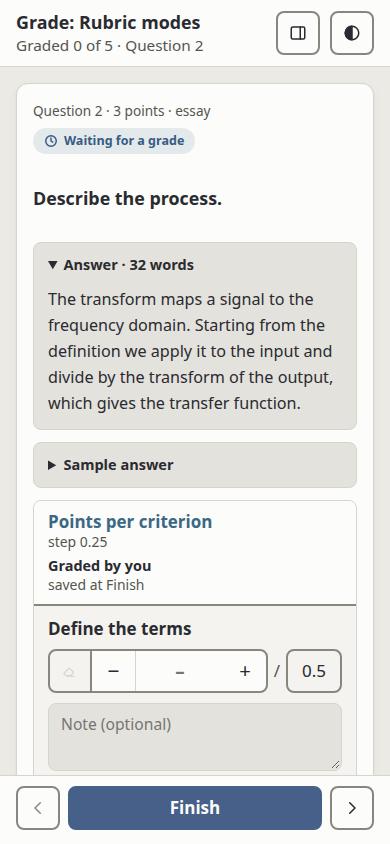 Grade: Rubric modes
Graded 0 of 5 · Question 2
Question 2 · 3 points · essay
Waiting for a grade
Describe the process.
Answer · 32 words
The transform maps a signal to the
frequency domain. Starting from the
definition we apply it to the input and
divide by the transform of the output,
which gives the transfer function.
Sample answer
Points per criterion
step 0.25
Graded by you
saved at Finish
Define the terms
− – + / 0.5
Note (optional)
Finish